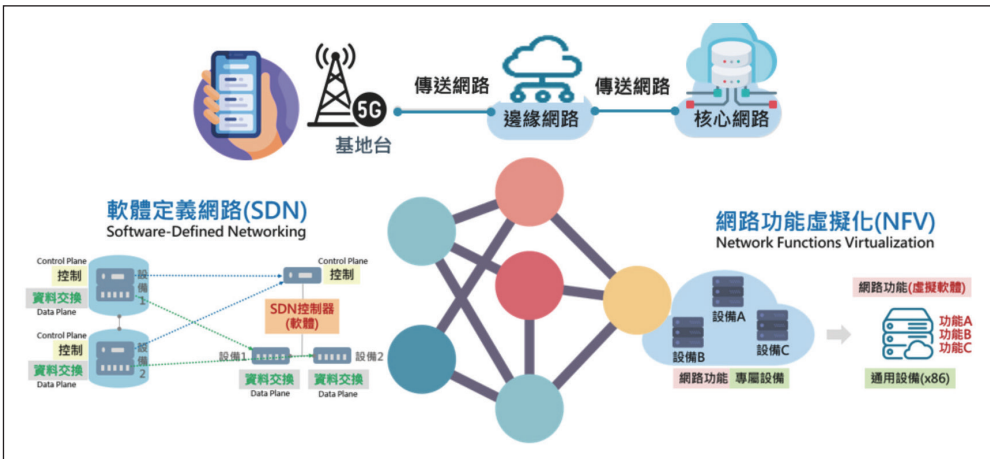 傳送網路
傳送網路
5G
基地台
邊緣網路
核心網路
軟體定義網路(SDN)
Software-Defined Networking
Control Plane
控制
設備1
資料交換
Data Plane
Control Plane
控制
設備2
資料交換
Data Plane
Control Plane
控制
SDN控制器
(軟體)
設備1
設備2
資料交換
資料交換
Data Plane
Data Plane
網路功能虛擬化(NFV)
Network Functions Virtualization
設備A
設備B
設備C
網路功能 專屬設備
網路功能(虛擬軟體)
功能A
功能B
功能C
通用設備(x86)